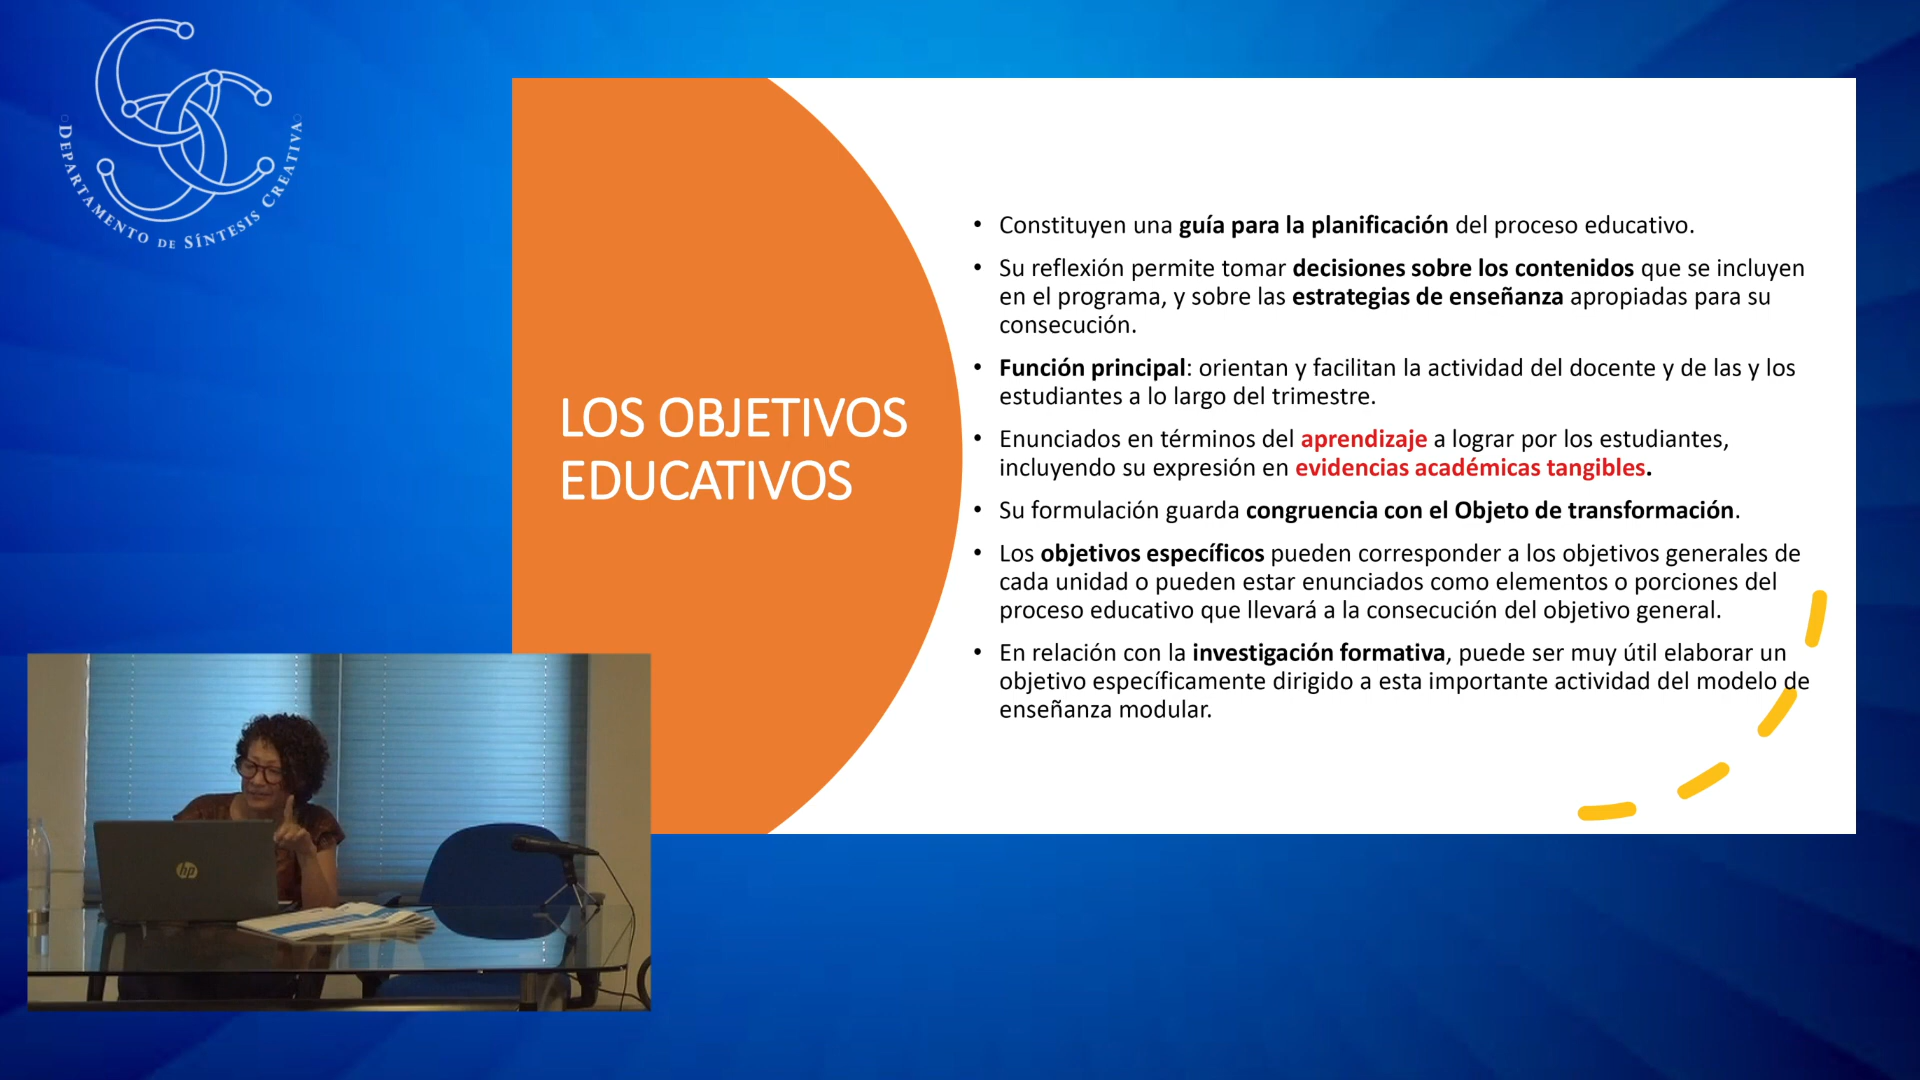 DEPARTAMENTO DE SÍNTESIS CREATIVA
LOS OBJETIVOS
EDUCATIVOS
• Constituyen una guía para la planificación del proceso educativo.
• Su reflexión permite tomar decisiones sobre los contenidos que se incluyen
en el programa, y sobre las estrategias de enseñanza apropiadas para su
consecución.
• Función principal: orientan y facilitan la actividad del docente y de las y los
estudiantes a lo largo del trimestre.
• Enunciados en términos del aprendizaje a lograr por los estudiantes,
incluyendo su expresión en evidencias académicas tangibles.
• Su formulación guarda congruencia con el Objeto de transformación.
• Los objetivos específicos pueden corresponder a los objetivos generales de
cada unidad o pueden estar enunciados como elementos o porciones del
proceso educativo que llevará a la consecución del objetivo general.
• En relación con la investigación formativa, puede ser muy útil elaborar un
objetivo específicamente dirigido a esta importante actividad del modelo de
enseñanza modular.
hp